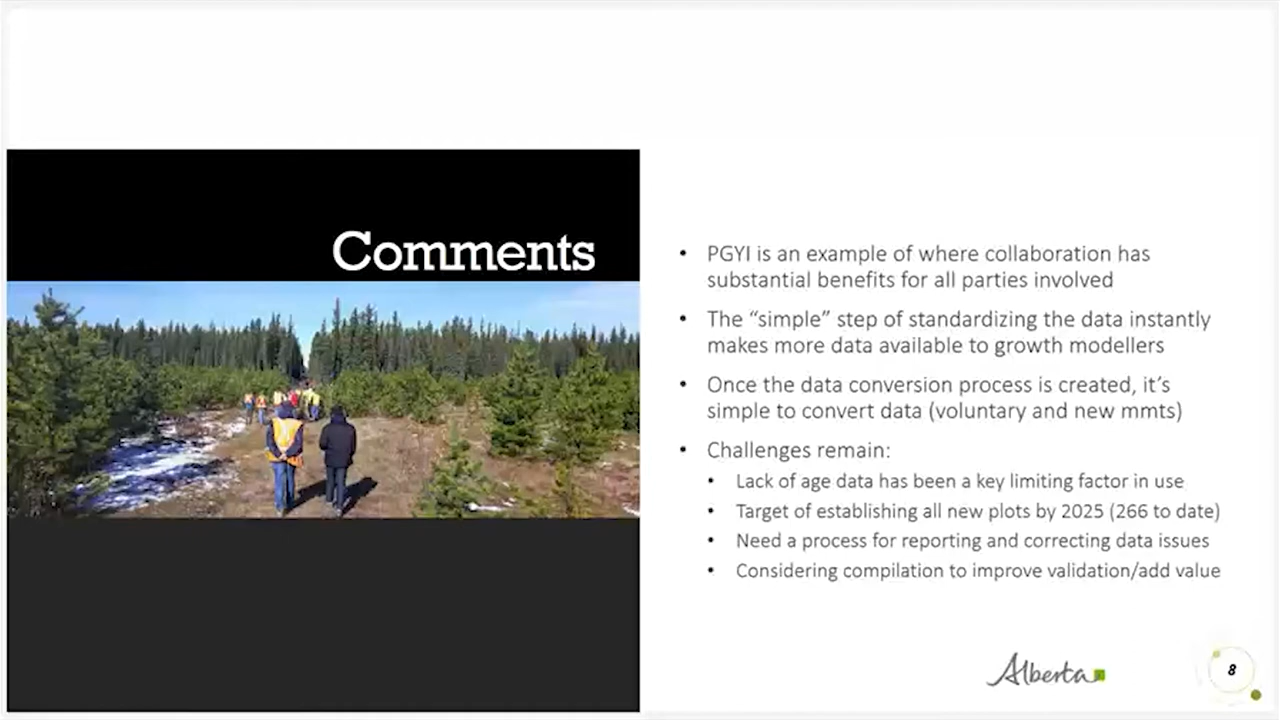 Comments
• PGYI is an example of where collaboration has
substantial benefits for all parties involved
• The “simple” step of standardizing the data instantly
makes more data available to growth modellers
• Once the data conversion process is created, it’s
simple to convert data (voluntary and new mmts)
• Challenges remain:
• Lack of age data has been a key limiting factor in use
• Target of establishing all new plots by 2025 (266 to date)
• Need a process for reporting and correcting data issues
• Considering compilation to improve validation/add value
Alberta
8